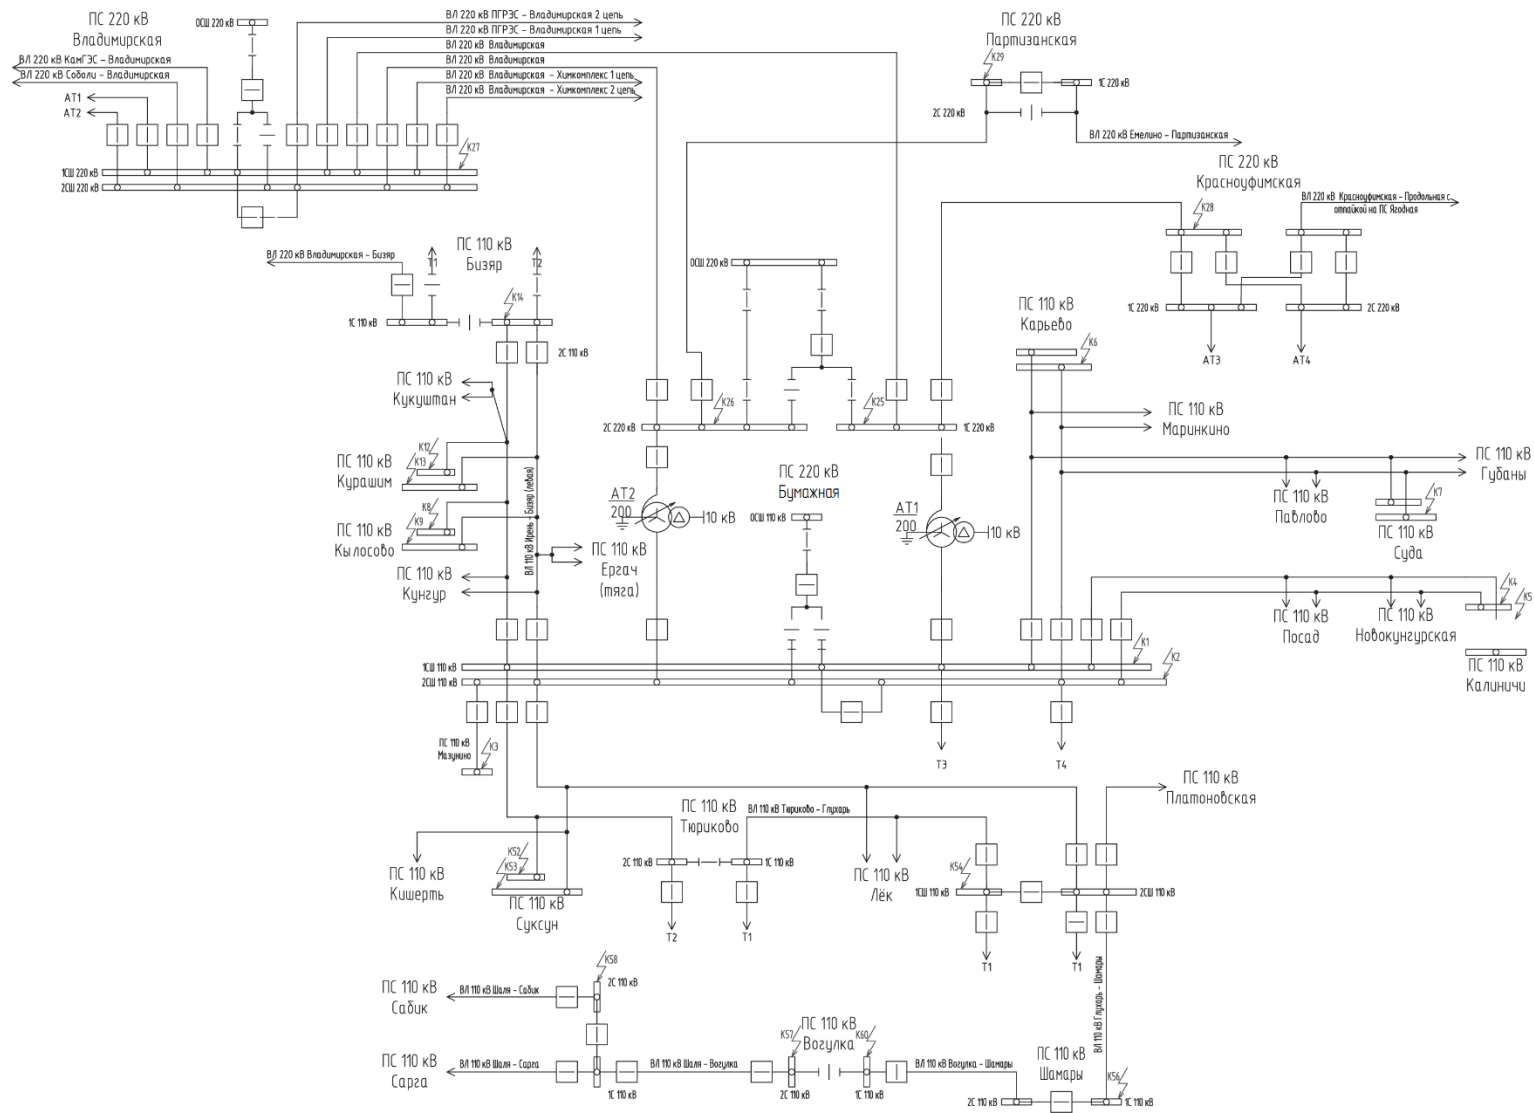 ПС 220 кВ
Владимирская
ОСШ 220 кВ
ВЛ 220 кВ ПГРЭС – Владимирская 2 цепь
ВЛ 220 кВ ПГРЭС – Владимирская 1 цепь
ВЛ 220 кВ Владимирская
ВЛ 220 кВ Владимирская
ВЛ 220 кВ Владимирская – Химкомплекс 1 цепь
ВЛ 220 кВ Владимирская – Химкомплекс 2 цепь
ВЛ 220 кВ КамГЭС – Владимирская
ВЛ 220 кВ Соболи – Владимирская
АТ1
АТ2
К27
1СШ 220 кВ
2СШ 220 кВ
ПС 220 кВ
Партизанская
К29
1С 220 кВ
2С 220 кВ
ВЛ 220 кВ Емелино – Партизанская
ПС 220 кВ
Красноуфимская
К28
ВЛ 220 кВ Красноуфимская – Продольная с
отпайкой на ПС Ягодная
1С 220 кВ
2С 220 кВ
АТ3
АТ4
ВЛ 220 кВ Владимирская – Бизяр
ПС 110 кВ
Бизяр
Т1
Т2
К14
1С 110 кВ
2С 110 кВ
ОСШ 220 кВ
ПС 110 кВ
Карьево
К6
ПС 110 кВ
Кукуштан
К26
К25
2С 220 кВ
1С 220 кВ
ПС 110 кВ
Маринкино
ПС 110 кВ
Курашим
К12
К13
ПС 110 кВ
Губаны
ПС 220 кВ
Бумажная
АТ2
200
10 кВ
АТ1
200
10 кВ
ОСШ 110 кВ
ПС 110 кВ
Павлово
К7
ПС 110 кВ
Суда
ПС 110 кВ
Кылосово
К8
К9
ВЛ 110 кВ Ирень – Бизяр (левая)
ПС 110 кВ
Ергач
(тяга)
ПС 110 кВ
Кунгур
К4
К5
ПС 110 кВ
Посад
ПС 110 кВ
Новокунгурская
ПС 110 кВ
Калиничи
К1
К2
1СШ 110 кВ
2СШ 110 кВ
ПС 110 кВ
Мазунино
К3
Т3
Т4
ПС 110 кВ
Платоновская
ПС 110 кВ
Тюриково
ВЛ 110 кВ Тюриково – Глухарь
2С 110 кВ
1С 110 кВ
Т2
Т1
ПС 110 кВ
Кишерть
К52
К53
ПС 110 кВ
Суксун
ПС 110 кВ
Лёк
К54
1СШ 110 кВ
2СШ 110 кВ
Т1
Т1
ВЛ 110 кВ Глухарь – Шамары
К58
2С 110 кВ
ПС 110 кВ
Сабик
ВЛ 110 кВ Шаля – Сабик
ПС 110 кВ
Сарга
ВЛ 110 кВ Шаля – Сарга
1С 110 кВ
ВЛ 110 кВ Шаля – Вогулка
К57
ПС 110 кВ
Вогулка
К60
2С 110 кВ
1С 110 кВ
ВЛ 110 кВ Вогулка – Шамары
ПС 110 кВ
Шамары
К56
2С 110 кВ
1С 110 кВ